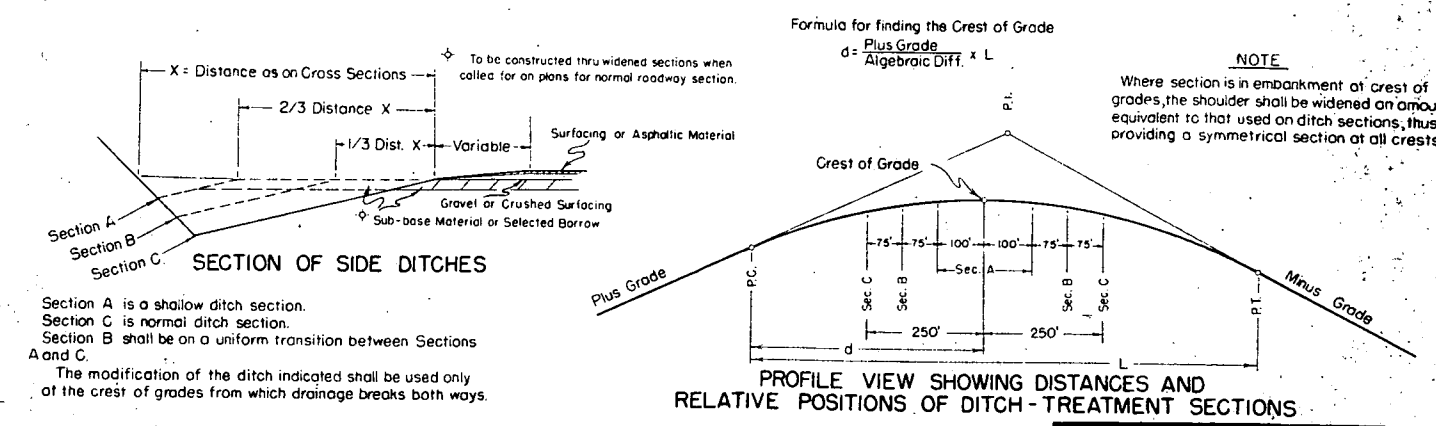 X = Distance as on Cross Sections
2/3 Distance X
1/3 Dist. X
Variable
To be constructed thru widened sections when
called for on plans for normal roadway section.
Surfacing or Asphaltic Material
Gravel or Crushed Surfacing
Sub-base Material or Selected Borrow
Section A
Section B
Section C.
SECTION OF SIDE DITCHES
Section A is a shallow ditch section.
Section C is normal ditch section.
Section B shall be on a uniform transition between Sections
A and C.
The modification of the ditch indicated shall be used only
at the crest of grades from which drainage breaks both ways.
Formula for finding the Crest of Grade
d = Plus Grade
Algebraic Diff. x L
NOTE
Where section is in embankment at crest of
grades, the shoulder shall be widened an amou
equivalent to that used on ditch sections, thus
providing a symmetrical section at all crests
P.I.
Crest of Grade
75' 75' 100' 100' 75' 75'
Sec. A
Plus Grade
P.C.
Sec. C
Sec. B
Sec. B
Sec. C
P.T.
Minus Grade
250' 250'
d
L
PROFILE VIEW SHOWING DISTANCES AND
RELATIVE POSITIONS OF DITCH-TREATMENT SECTIONS